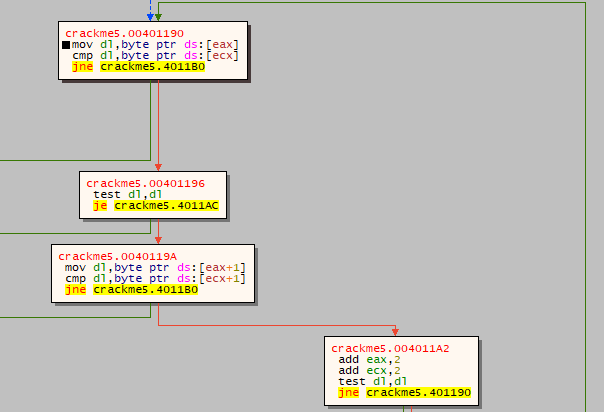 crackme5.00401190
mov dl,byte ptr ds:[eax]
cmp dl,byte ptr ds:[ecx]
jne crackme5.4011B0
crackme5.00401196
test dl,dl
je crackme5.4011AC
crackme5.0040119A
mov dl,byte ptr ds:[eax+1]
cmp dl,byte ptr ds:[ecx+1]
jne crackme5.4011B0
crackme5.004011A2
add eax,2
add ecx,2
test dl,dl
jne crackme5.401190